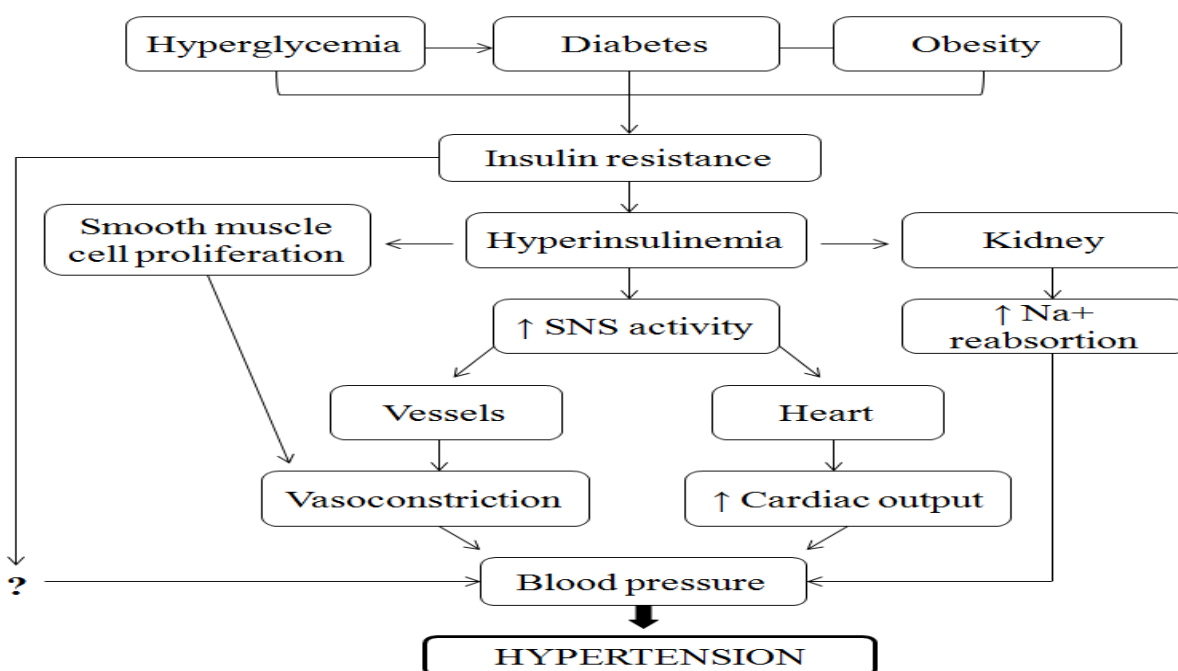 Hyperglycemia
Diabetes
Obesity
Insulin resistance
Smooth muscle
cell proliferation
Hyperinsulinemia
Kidney
↑ SNS activity
↑ Na+
reabsortion
Vessels
Heart
Vasoconstriction
↑ Cardiac output
?
Blood pressure
HYPERTENSION